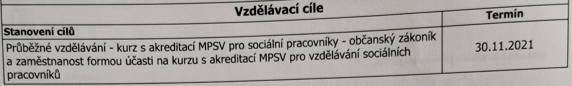 Vzdělávací cíle
Termín
Stanovení cílů
Průběžné vzdělávání - kurz s akreditací MPSV pro sociální pracovníky - občanský zákoník
a zaměstnanost formou účasti na kurzu s akreditací MPSV pro vzdělávání sociálních
pracovníků
30.11.2021